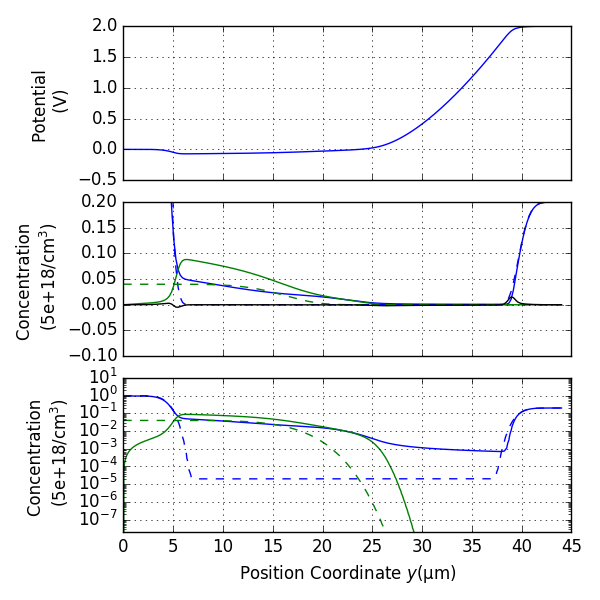 2.0
1.5
1.0
0.5
0.0
−0.5
Potential
(V)
0.20
0.15
0.10
0.05
0.00
−0.05
−0.10
Concentration
(5e+18/cm³)
10¹
10⁰
10⁻¹
10⁻²
10⁻³
10⁻⁴
10⁻⁵
10⁻⁶
10⁻⁷
Concentration
(5e+18/cm³)
0 5 10 15 20 25 30 35 40 45
Position Coordinate y(μm)